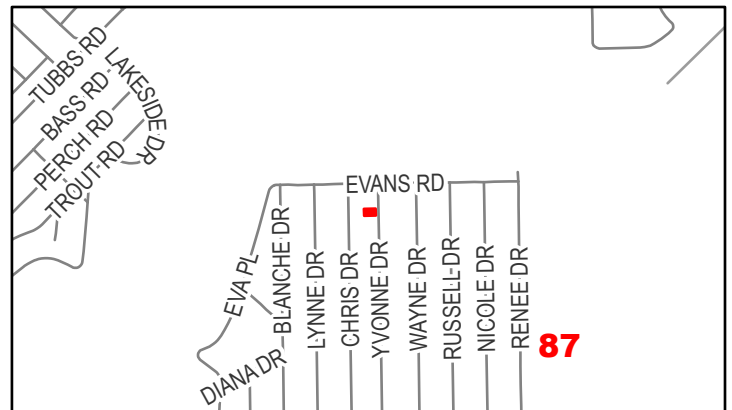 TUBBS RD
LAKESIDE DR
BASS RD
PERCH RD
TROUT RD
EVANS RD
EVA PL
BLANCHE DR
LYNNE DR
CHRIS DR
YVONNE DR
WAYNE DR
RUSSELL DR
NICOLE DR
RENEE DR
87
DIANA DR